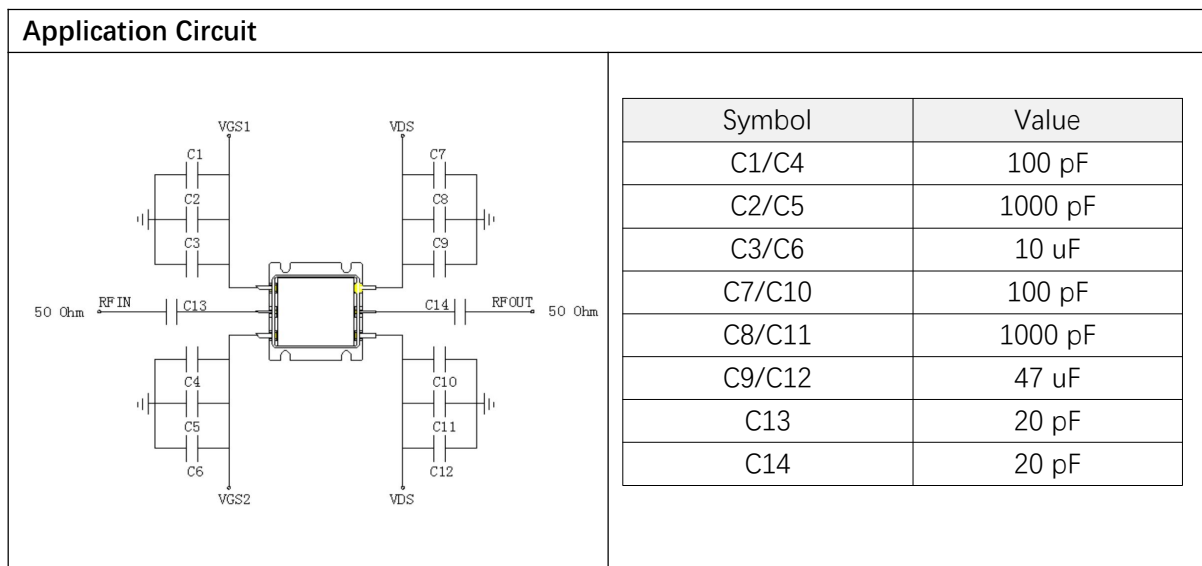 Application Circuit
VGS1
VDS
C1
C2
C3
C7
C8
C9
50 Ohm
RFIN
C13
C14
RFOUT
50 Ohm
C4
C5
C6
C10
C11
C12
VGS2
VDS
Symbol Value
C1/C4 100 pF
C2/C5 1000 pF
C3/C6 10 uF
C7/C10 100 pF
C8/C11 1000 pF
C9/C12 47 uF
C13 20 pF
C14 20 pF